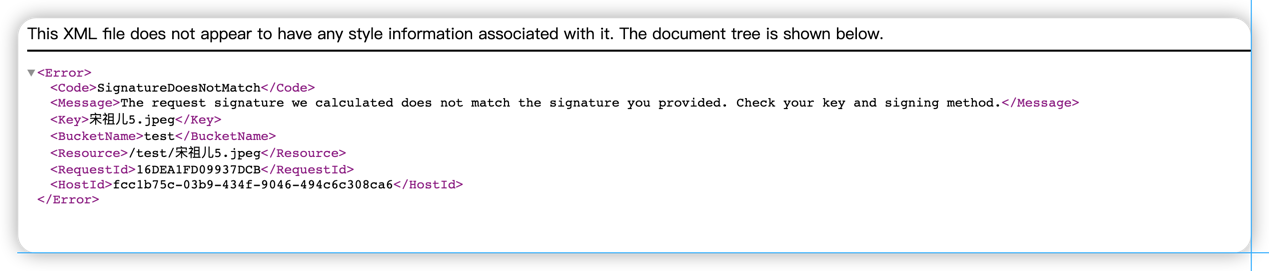 This XML file does not appear to have any style information associated with it. The document tree is shown below.
▼<Error>
<Code>SignatureDoesNotMatch</Code>
<Message>The request signature we calculated does not match the signature you provided. Check your key and signing method.</Message>
<Key>宋祖儿5.jpeg</Key>
<BucketName>test</BucketName>
<Resource>/test/宋祖儿5.jpeg</Resource>
<RequestId>16DEA1FD09937DCB</RequestId>
<HostId>fcc1b75c-03b9-434f-9046-494c6c308ca6</HostId>
</Error>